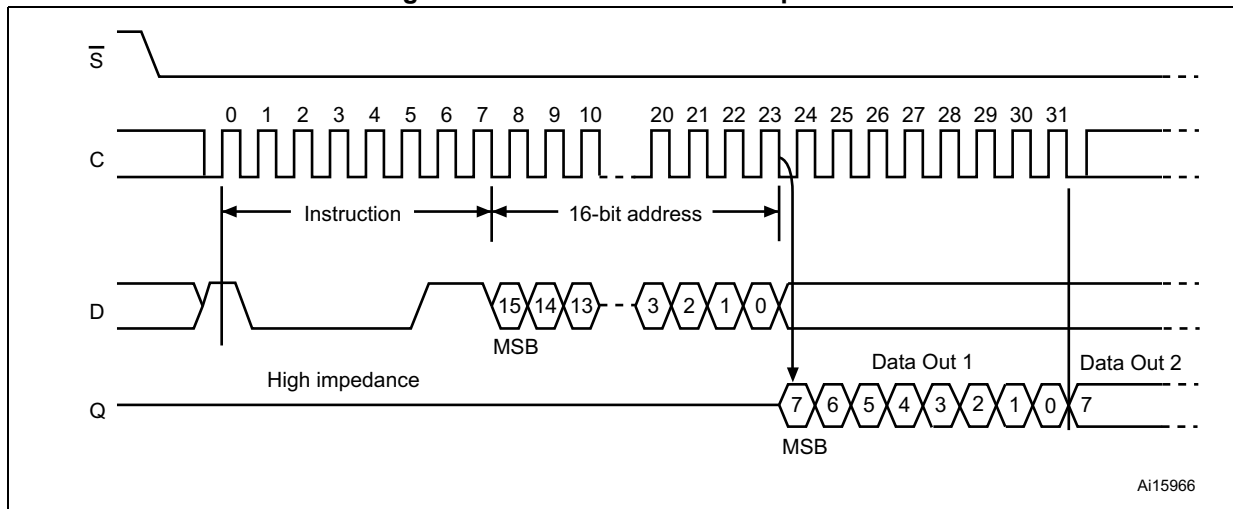 S
0 1 2 3 4 5 6 7 8 9 10 20 21 22 23 24 25 26 27 28 29 30 31
C
Instruction 16-bit address
D 15 14 13 3 2 1 0
MSB
High impedance Data Out 1 Data Out 2
Q 7 6 5 4 3 2 1 0 7
MSB
Ai15966